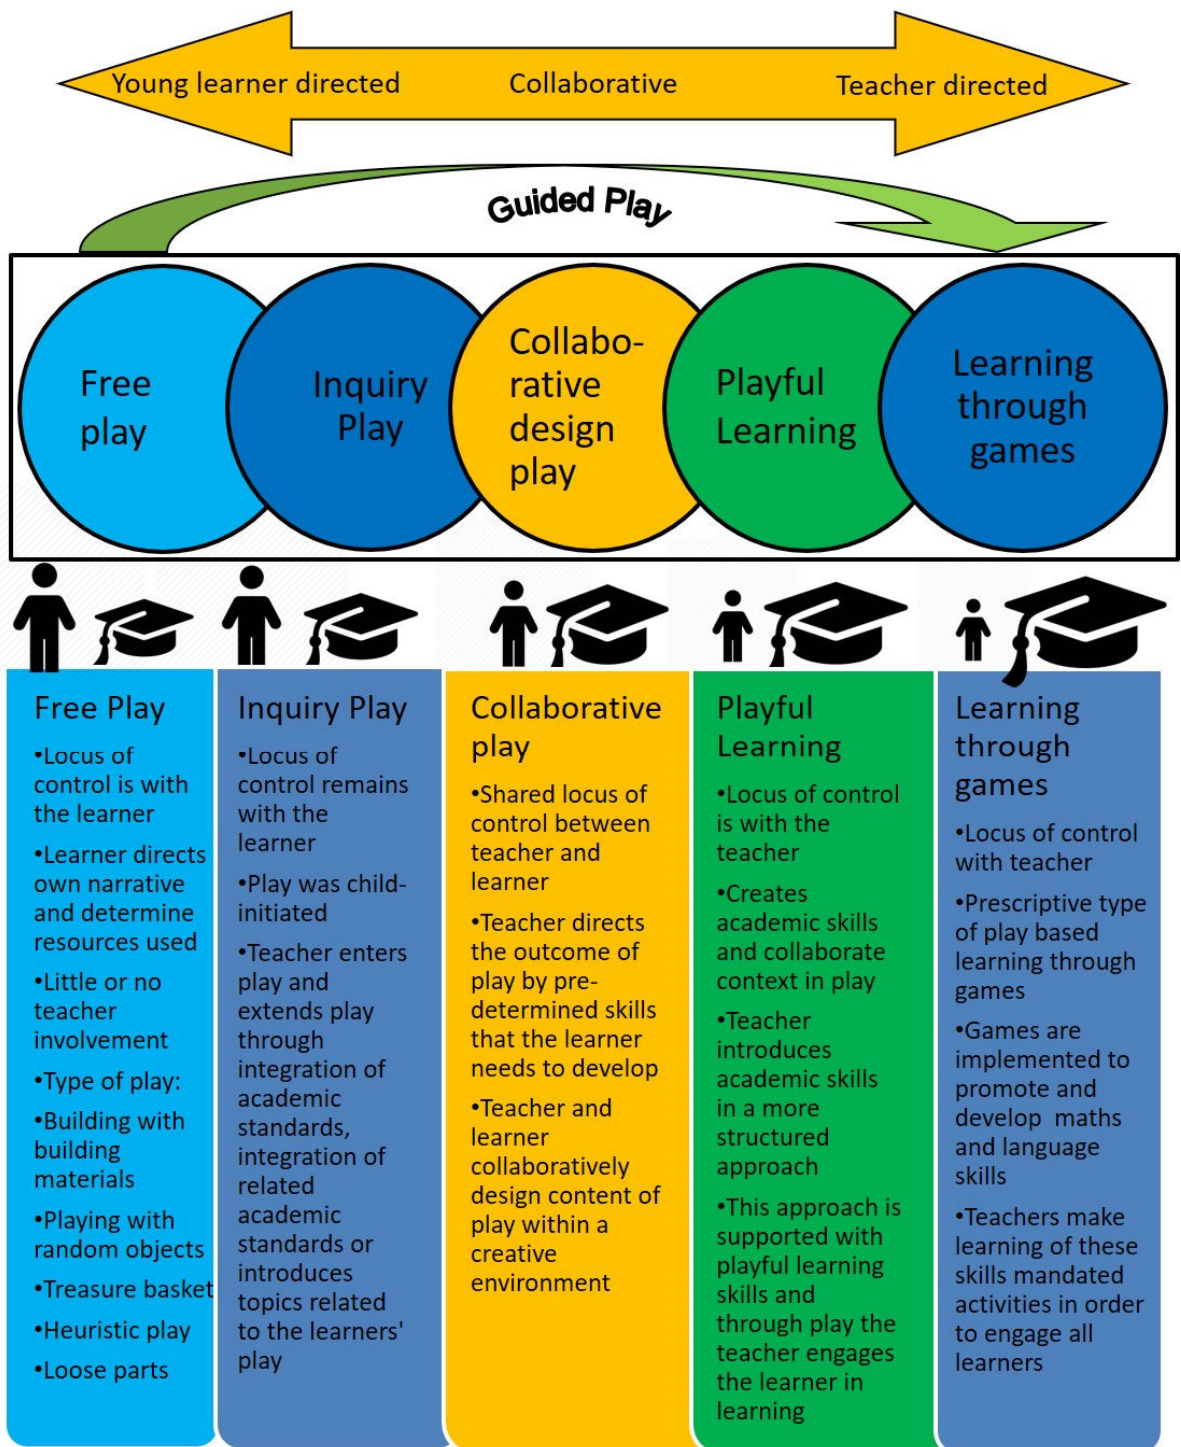 Young learner directed
Collaborative
Teacher directed
Guided Play
Free
play
Inquiry
Play
Collabo-
rative
design
play
Playful
Learning
Learning
through
games
Free Play
•Locus of
control is with
the learner
•Learner directs
own narrative
and determine
resources used
•Little or no
teacher
involvement
•Type of play:
•Building with
building
materials
•Playing with
random objects
•Treasure basket
•Heuristic play
•Loose parts
Inquiry Play
•Locus of
control remains
with the
learner
•Play was child-
initiated
•Teacher enters
play and
extends play
through
integration of
academic
standards,
integration of
related
academic
standards or
introduces
topics related
to the learners'
play
Collaborative
play
•Shared locus of
control between
teacher and
learner
•Teacher directs
the outcome of
play by pre-
determined skills
that the learner
needs to develop
•Teacher and
learner
collaboratively
design content of
play within a
creative
environment
Playful
Learning
•Locus of control
is with the
teacher
•Creates
academic skills
and collaborate
context in play
•Teacher
introduces
academic skills
in a more
structured
approach
•This approach is
supported with
playful learning
skills and
through play the
teacher engages
the learner in
learning
Learning
through
games
•Locus of control
with teacher
•Prescriptive type
of play based
learning through
games
•Games are
implemented to
promote and
develop  maths
and language
skills
•Teachers make
learning of these
skills mandated
activities in order
to engage all
learners